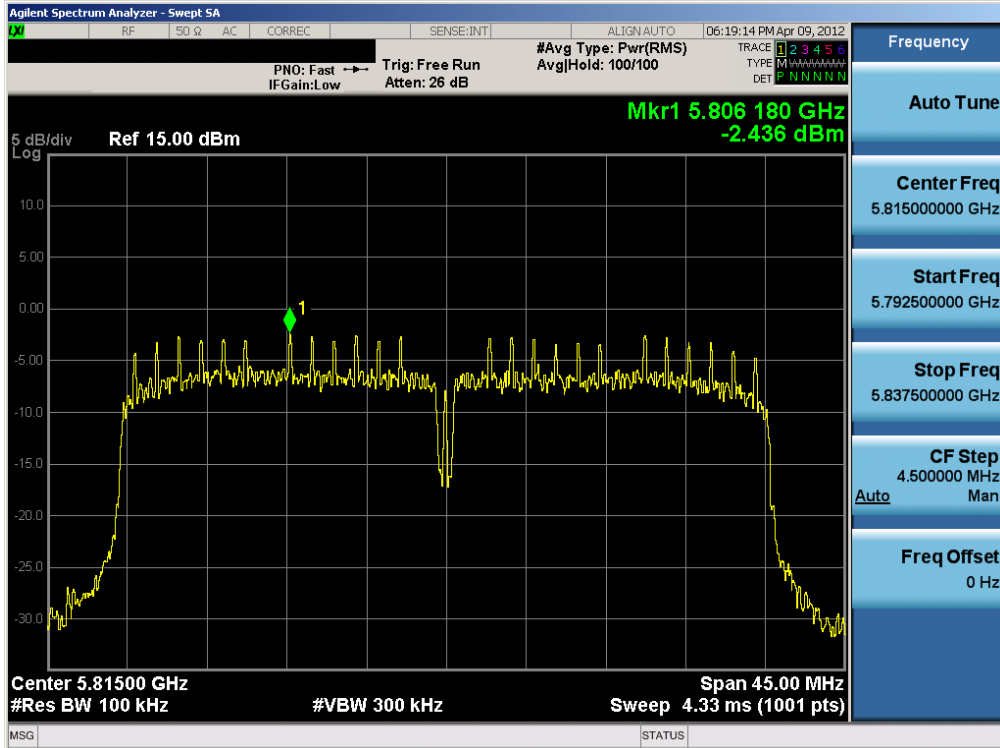 Agilent Spectrum Analyzer - Swept SA
LXI RF 50 Ω AC CORREC SENSE:INT ALIGN AUTO 06:19:14 PM Apr 09, 2012
PNO: Fast
IFGain:Low
Trig: Free Run
Atten: 26 dB
#Avg Type: Pwr(RMS)
Avg|Hold: 100/100
TRACE 1 2 3 4 5 6
TYPE M
DET P N N N N N
Mkr1 5.806 180 GHz
-2.436 dBm
5 dB/div Ref 15.00 dBm
Log
10.0
5.00
0.00
-5.00
-10.0
-15.0
-20.0
-25.0
-30.0
1
Center 5.81500 GHz Span 45.00 MHz
#Res BW 100 kHz #VBW 300 kHz Sweep 4.33 ms (1001 pts)
MSG STATUS
Frequency
Auto Tune
Center Freq
5.815000000 GHz
Start Freq
5.792500000 GHz
Stop Freq
5.837500000 GHz
CF Step
4.500000 MHz
Auto Man
Freq Offset
0 Hz